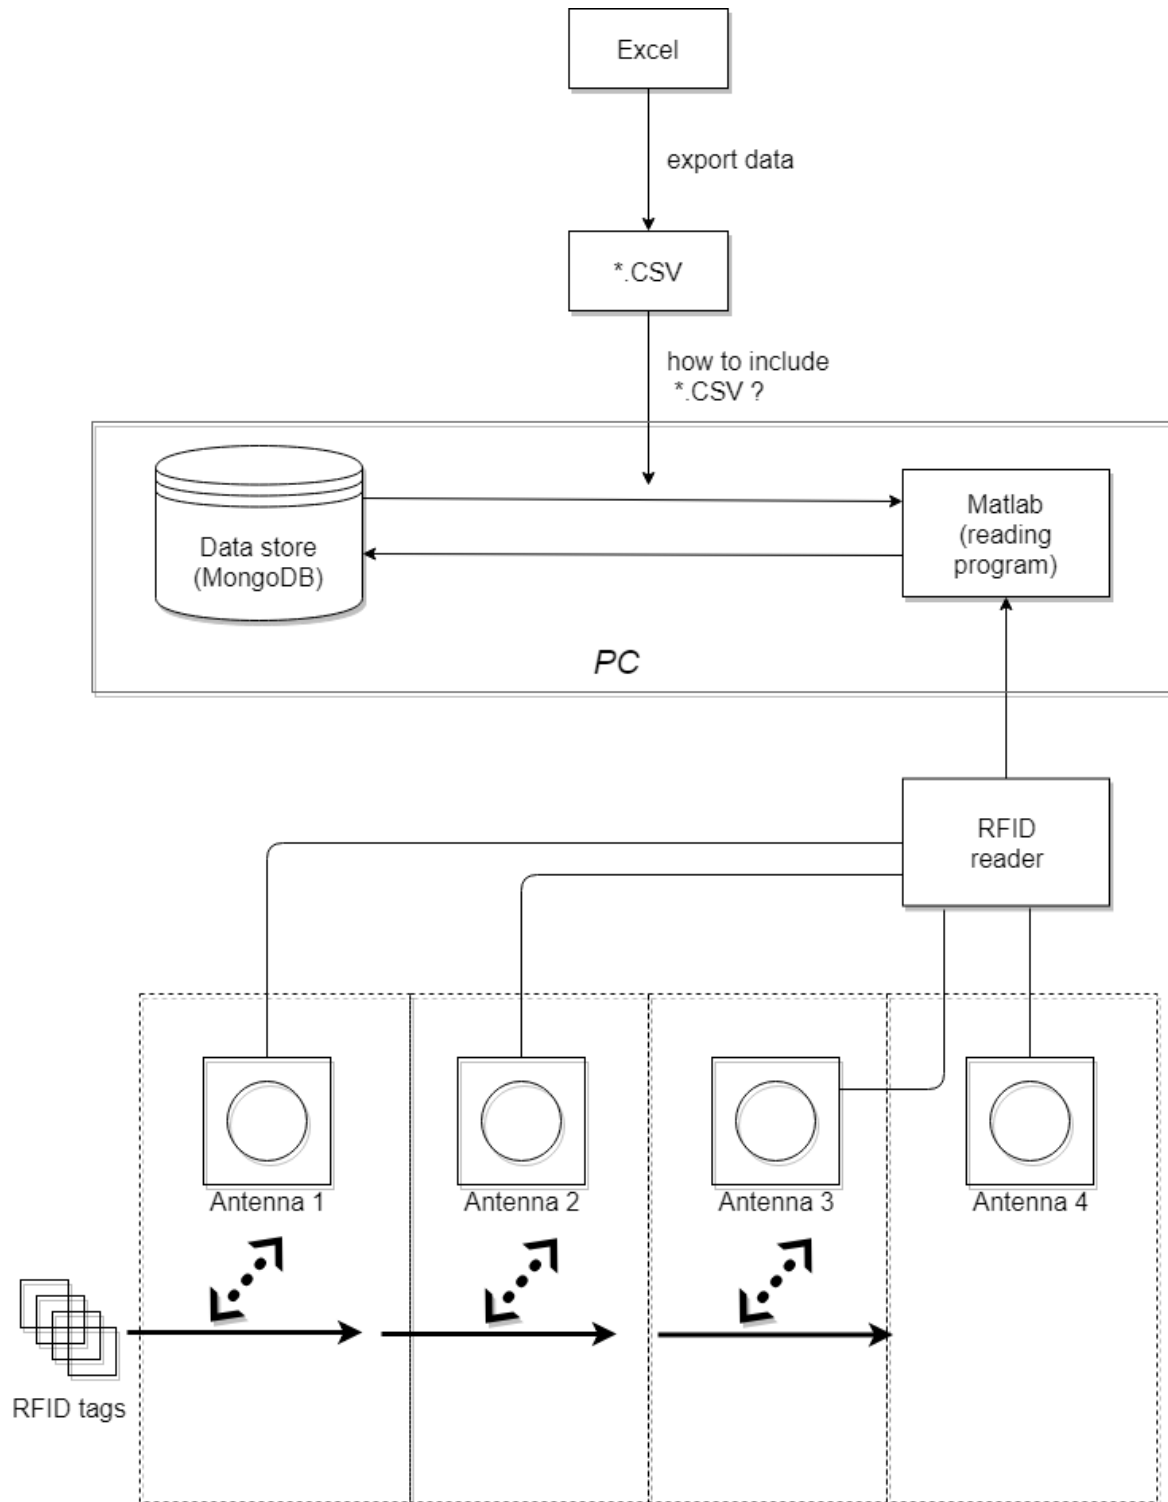 Excel
export data
*.CSV
how to include
*.CSV ?
Data store
(MongoDB)
Matlab
(reading
program)
PC
RFID
reader
Antenna 1
Antenna 2
Antenna 3
Antenna 4
RFID tags